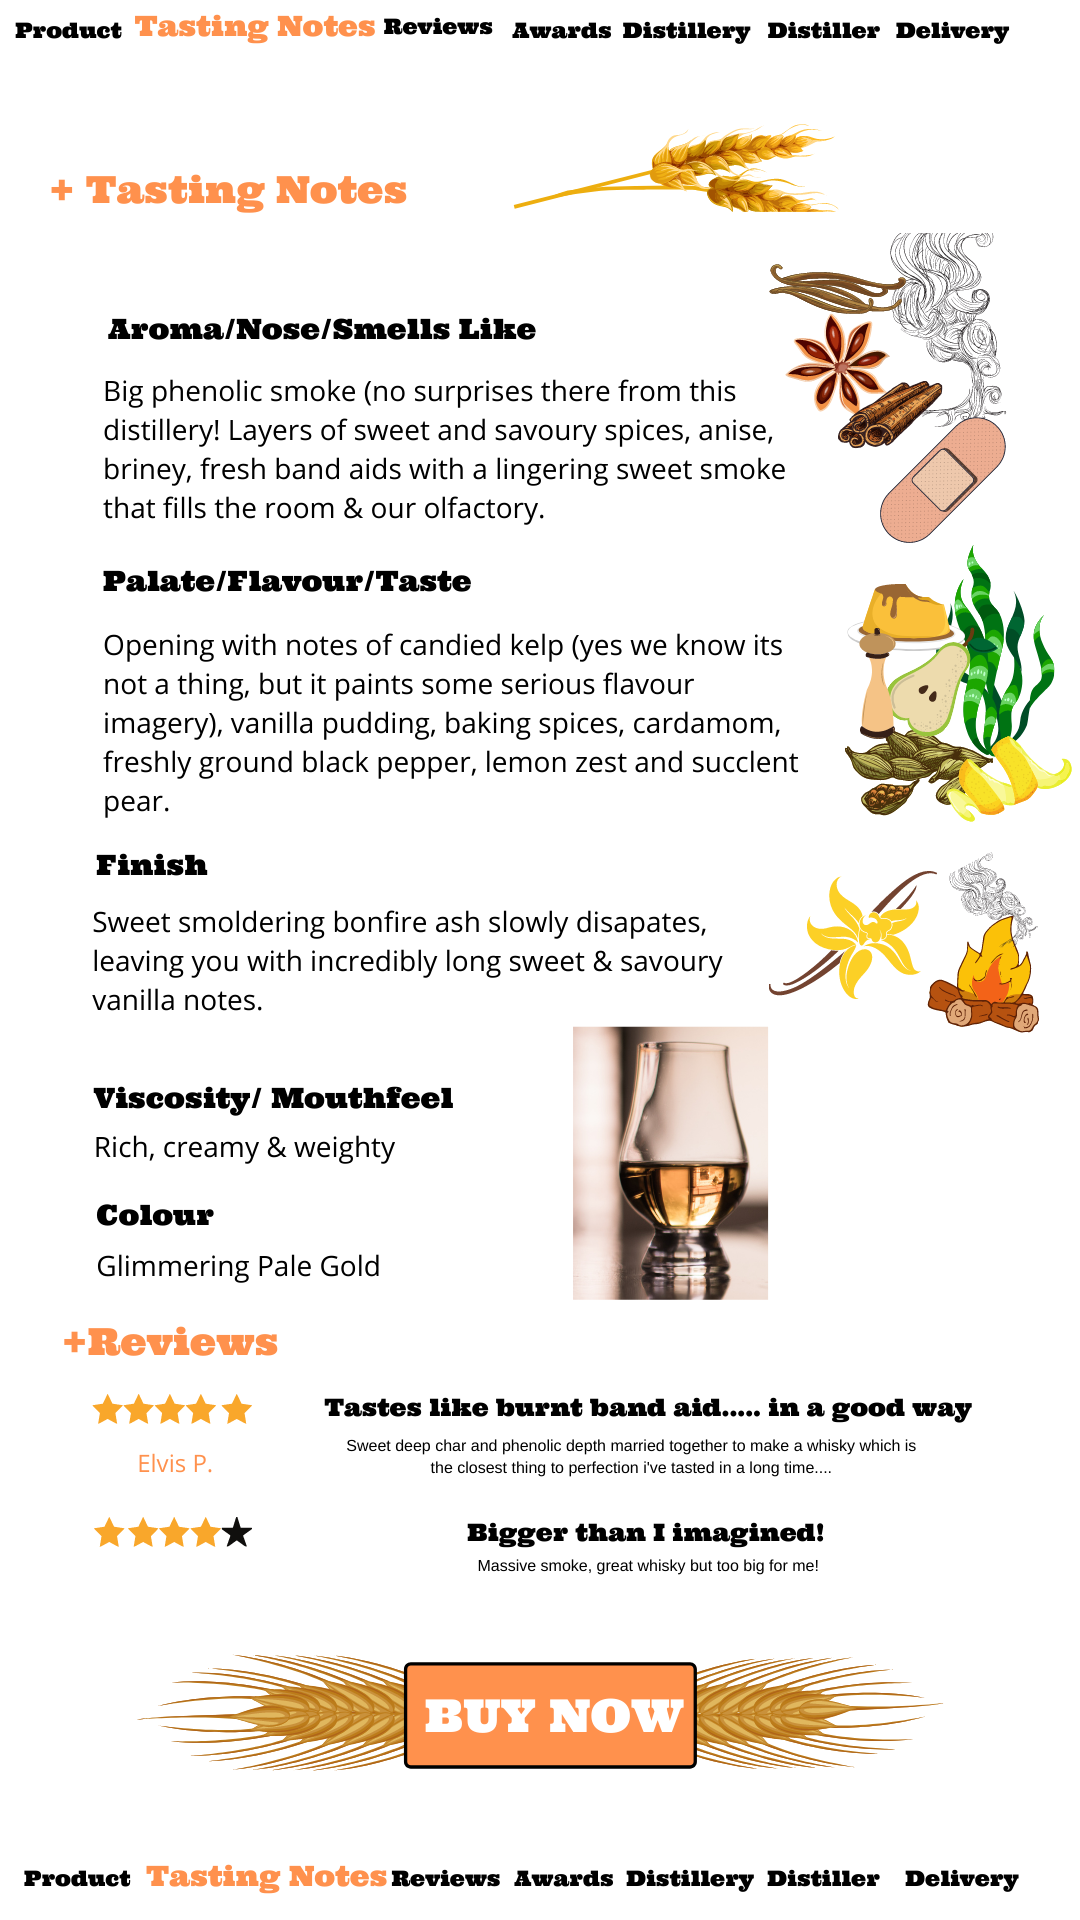 Product Tasting Notes Reviews Awards Distillery Distiller Delivery
+ Tasting Notes
Aroma/Nose/Smells Like
Big phenolic smoke (no surprises there from this
distillery! Layers of sweet and savoury spices, anise,
briney, fresh band aids with a lingering sweet smoke
that fills the room & our olfactory.
Palate/Flavour/Taste
Opening with notes of candied kelp (yes we know its
not a thing, but it paints some serious flavour
imagery), vanilla pudding, baking spices, cardamom,
freshly ground black pepper, lemon zest and succlent
pear.
Finish
Sweet smoldering bonfire ash slowly disapates,
leaving you with incredibly long sweet & savoury
vanilla notes.
Viscosity/ Mouthfeel
Rich, creamy & weighty
Colour
Glimmering Pale Gold
+Reviews
Tastes like burnt band aid..... in a good way
Sweet deep char and phenolic depth married together to make a whisky which is
the closest thing to perfection i've tasted in a long time....
Elvis P.
Bigger than I imagined!
Massive smoke, great whisky but too big for me!
BUY NOW
Product Tasting Notes Reviews Awards Distillery Distiller Delivery